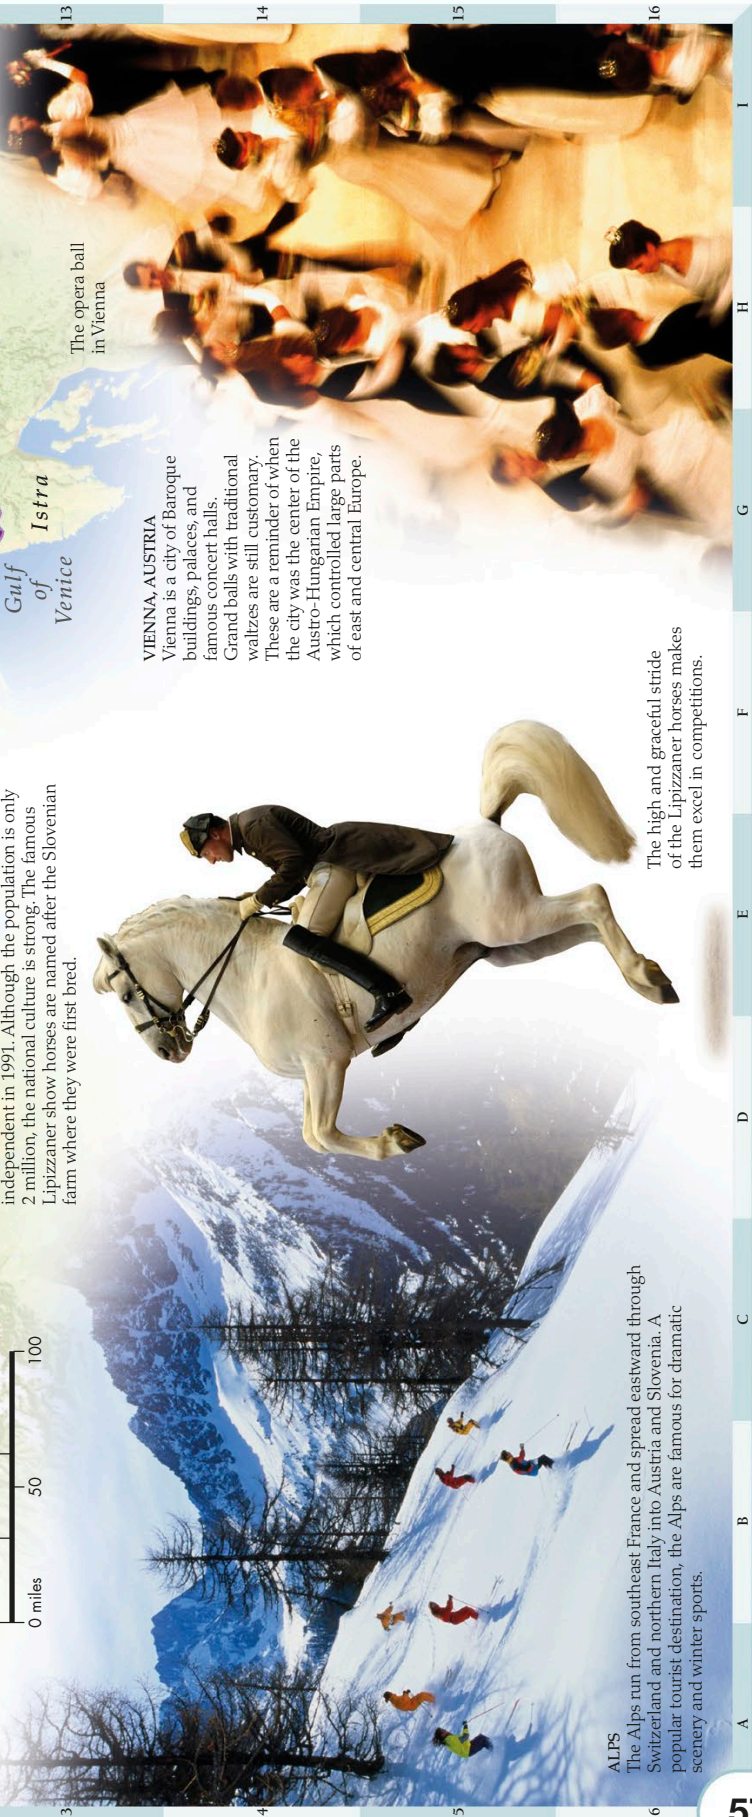 independent in 1991. Although the population is only
2 million, the national culture is strong. The famous
Lipizzaner show horses are named after the Slovenian
farm where they were first bred.
0 miles
50
100
Gulf
of
Venice
Istra
The opera ball
in Vienna
VIENNA, AUSTRIA
Vienna is a city of Baroque
buildings, palaces, and
famous concert halls.
Grand balls with traditional
waltzes are still customary.
These are a reminder of when
the city was the center of the
Austro-Hungarian Empire,
which controlled large parts
of east and central Europe.
The high and graceful stride
of the Lipizzaner horses makes
them excel in competitions.
ALPS
The Alps run from southeast France and spread eastward through
Switzerland and northern Italy into Austria and Slovenia. A
popular tourist destination, the Alps are famous for dramatic
scenery and winter sports.
3
4
5
6
13
14
15
16
A
B
C
D
E
F
G
H
I
5